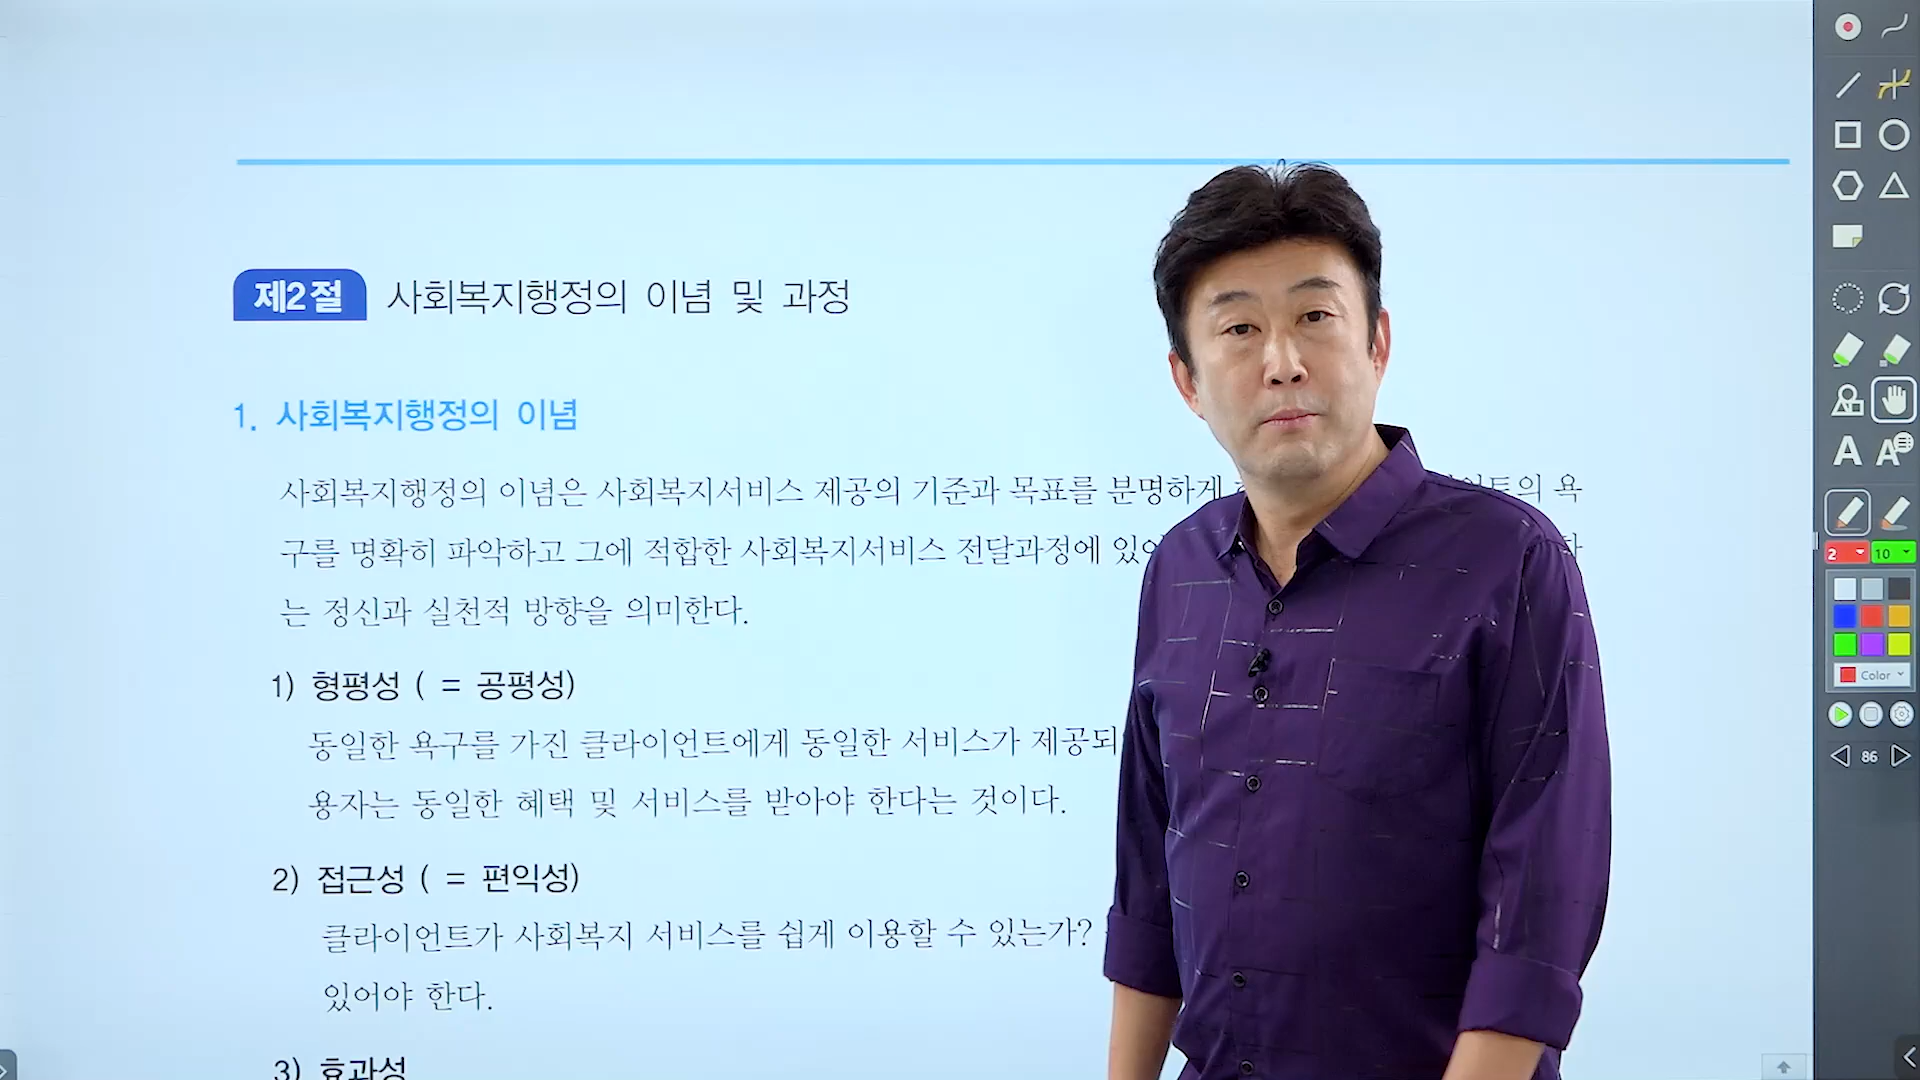 제2절 사회복지행정의 이념 및 과정
1. 사회복지행정의 이념
사회복지행정의 이념은 사회복지서비스 제공의 기준과 목표를 분명하게 욕
구를 명확히 파악하고 그에 적합한 사회복지서비스 전달과정에 있어
는 정신과 실천적 방향을 의미한다.
1) 형평성 ( = 공평성)
동일한 욕구를 가진 클라이언트에게 동일한 서비스가 제공되
용자는 동일한 혜택 및 서비스를 받아야 한다는 것이다.
2) 접근성 ( = 편익성)
클라이언트가 사회복지 서비스를 쉽게 이용할 수 있는가?
있어야 한다.
3) 효과성
A A
2 10
Color
86